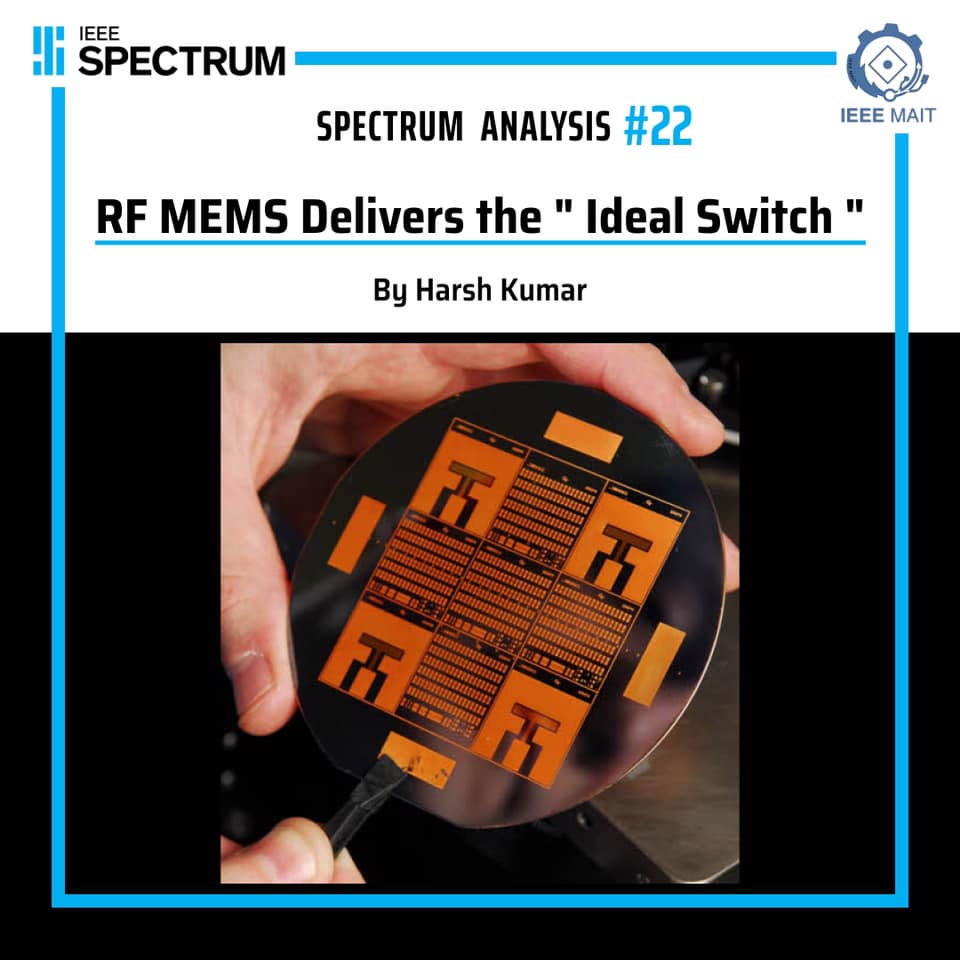 IEEE
SPECTRUM
IEEE MAIT
SPECTRUM ANALYSIS #22
RF MEMS Delivers the " Ideal Switch "
By Harsh Kumar